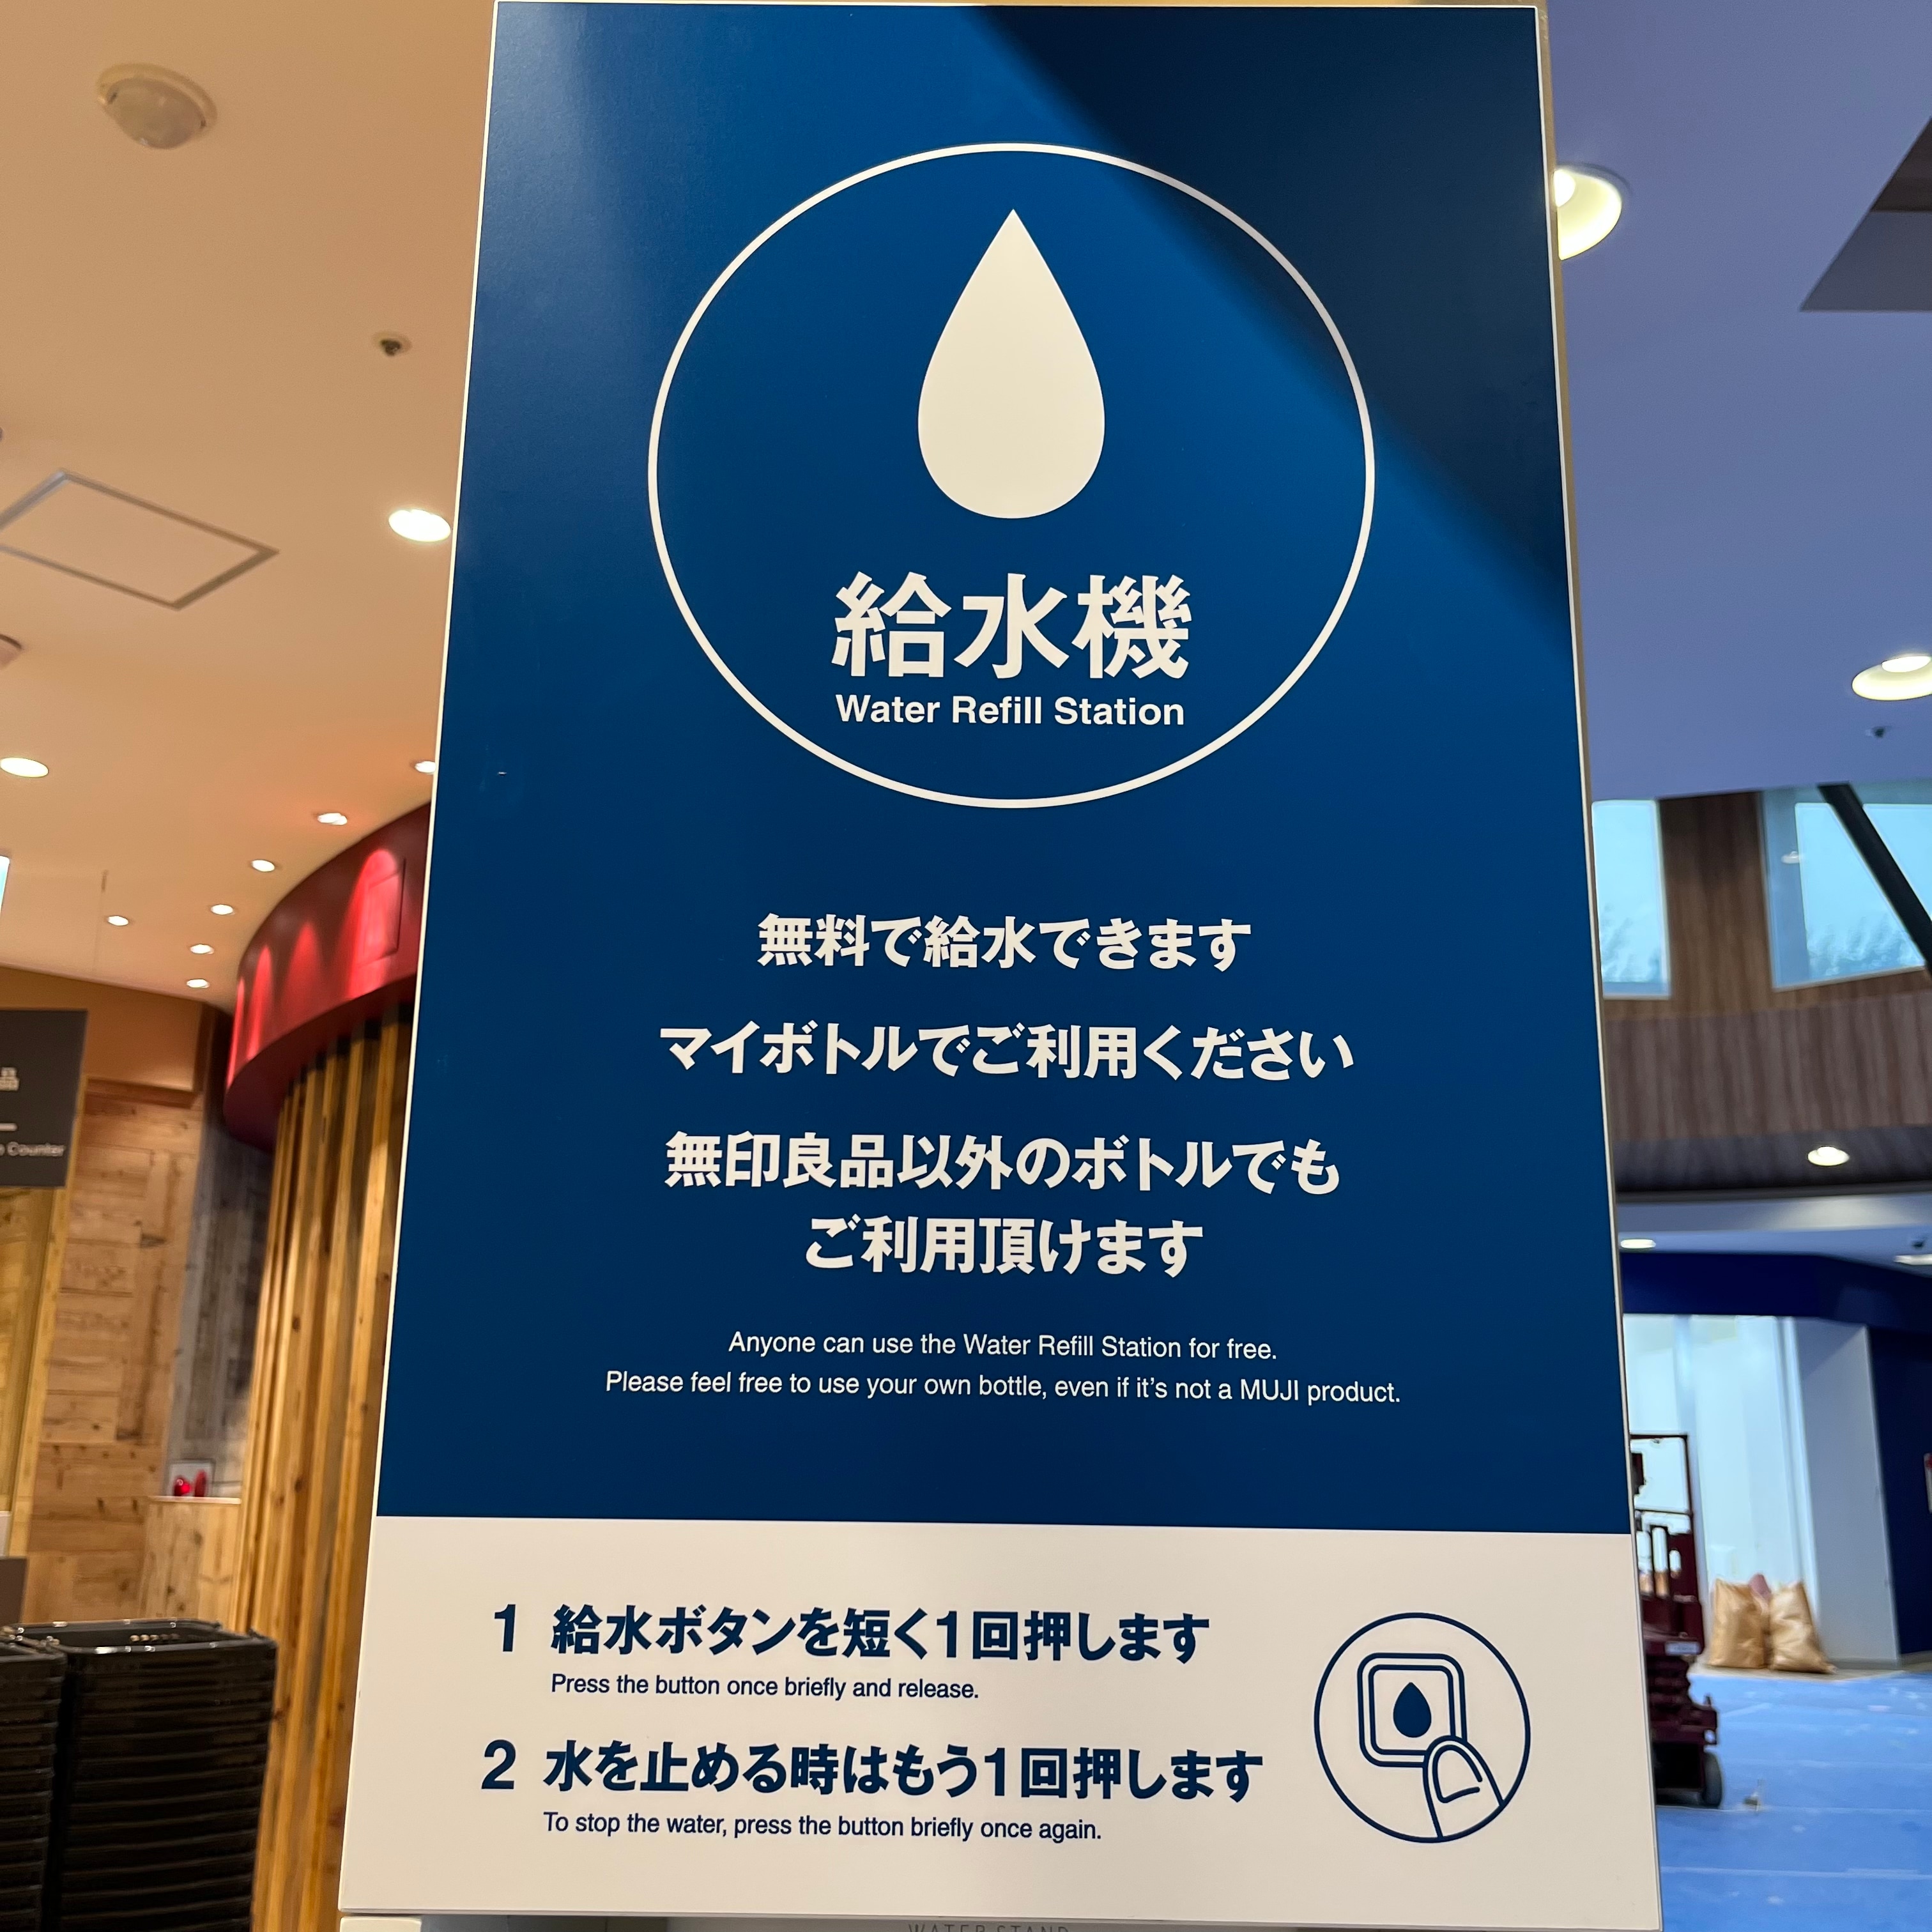 給水機
Water Refill Station
無料で給水できます
マイボトルでご利用ください
無印良品以外のボトルでも
ご利用頂けます
Anyone can use the Water Refill Station for free.
Please feel free to use your own bottle, even if it's not a MUJI product.
1 給水ボタンを短く1回押します
Press the button once briefly and release.
2 水を止める時はもう1回押します
To stop the water, press the button briefly once again.
WATER STAND
品
Counter